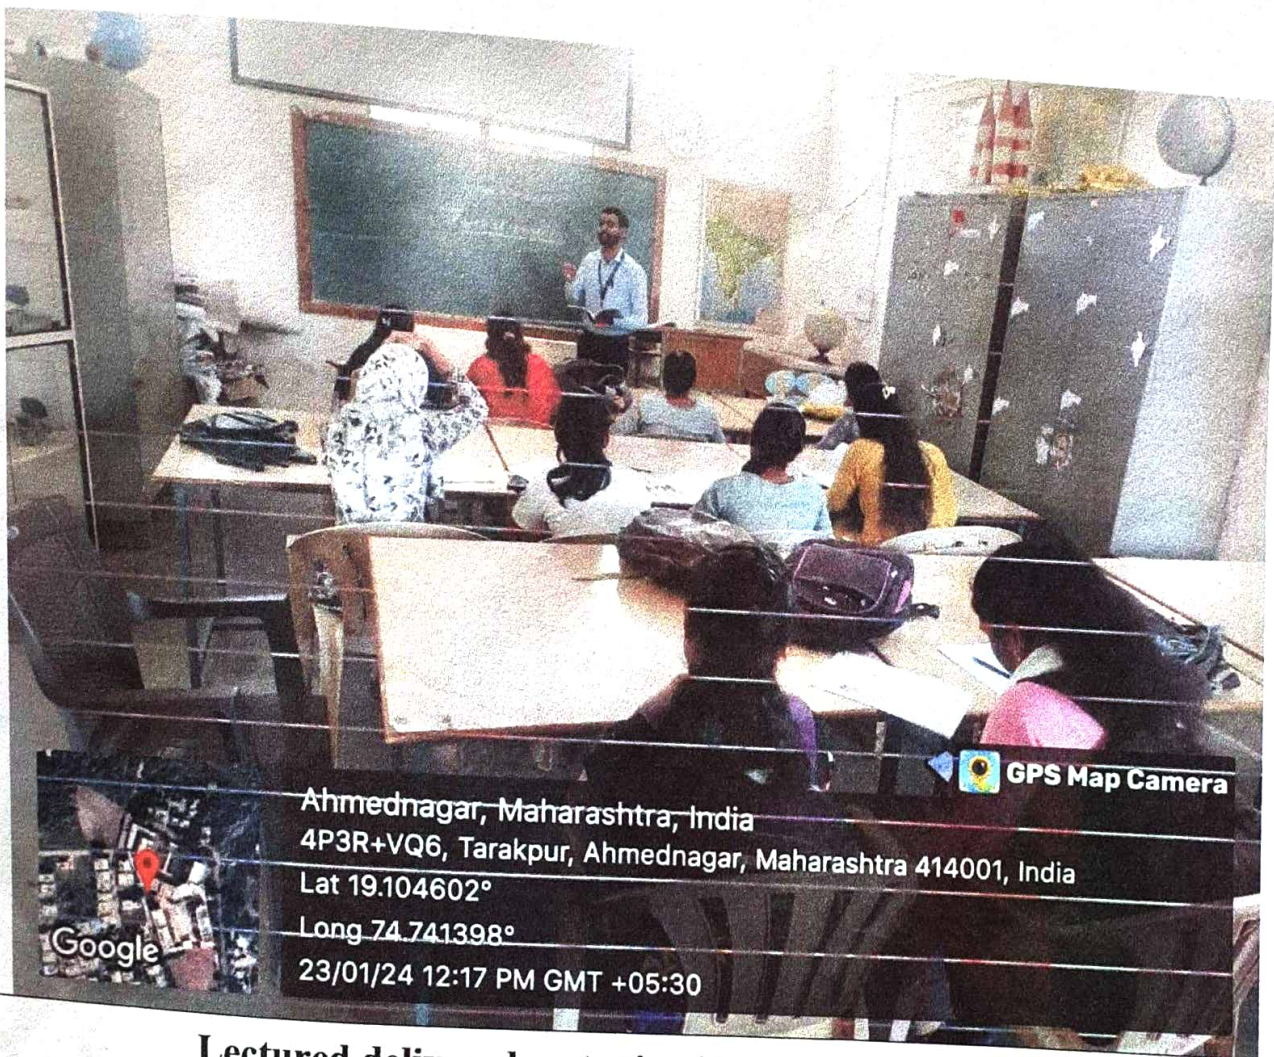 GPS Map Camera
Ahmednagar, Maharashtra, India
4P3R+VQ6, Tarakpur, Ahmednagar, Maharashtra 414001, India
Lat 19.104602°
Long 74.741398°
23/01/24 12:17 PM GMT +05:30
Google
Lectured